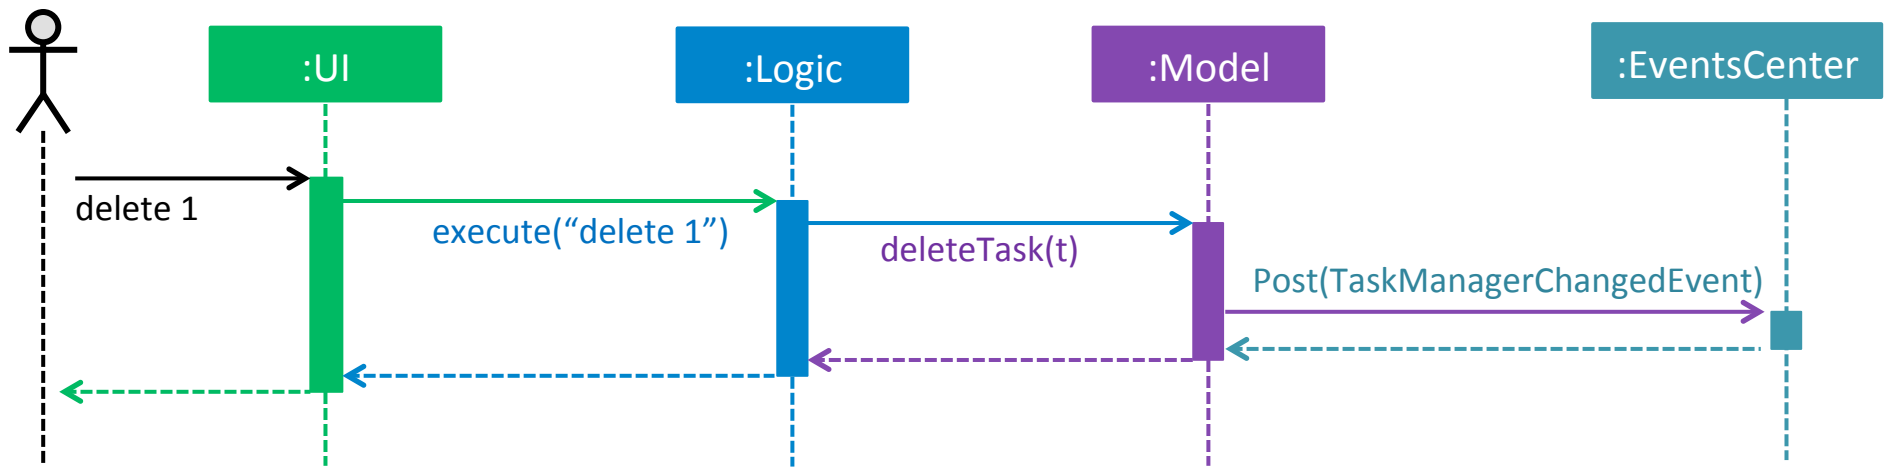 :UI
:Logic
:Model
:EventsCenter
delete 1
execute(“delete 1”)
deleteTask(t)
Post(TaskManagerChangedEvent)